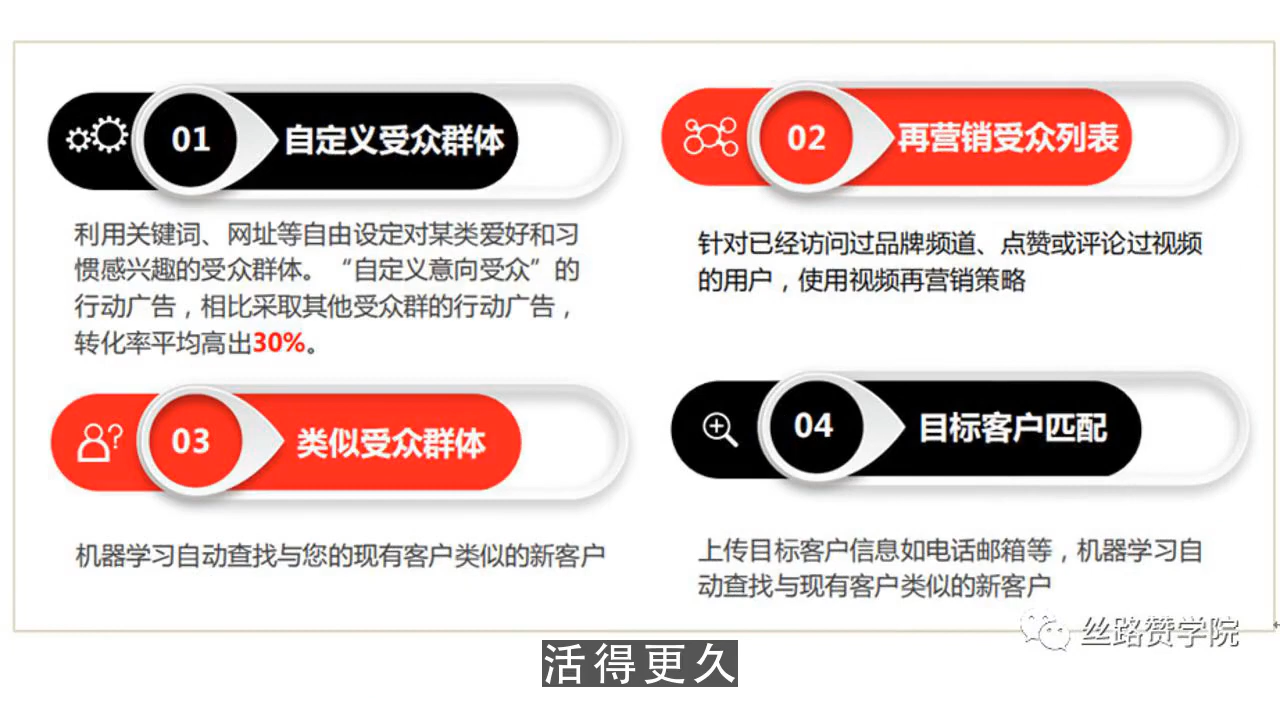 01 自定义受众群体
利用关键词、网址等自由设定对某类爱好和习
惯感兴趣的受众群体。“自定义意向受众”的
行动广告，相比采取其他受众群的行动广告，
转化率平均高出30%。
02 再营销受众列表
针对已经访问过品牌频道、点赞或评论过视频
的用户，使用视频再营销策略
03 类似受众群体
机器学习自动查找与您的现有客户类似的新客户
04 目标客户匹配
上传目标客户信息如电话邮箱等，机器学习自
动查找与现有客户类似的新客户
丝路赞学院
活得更久